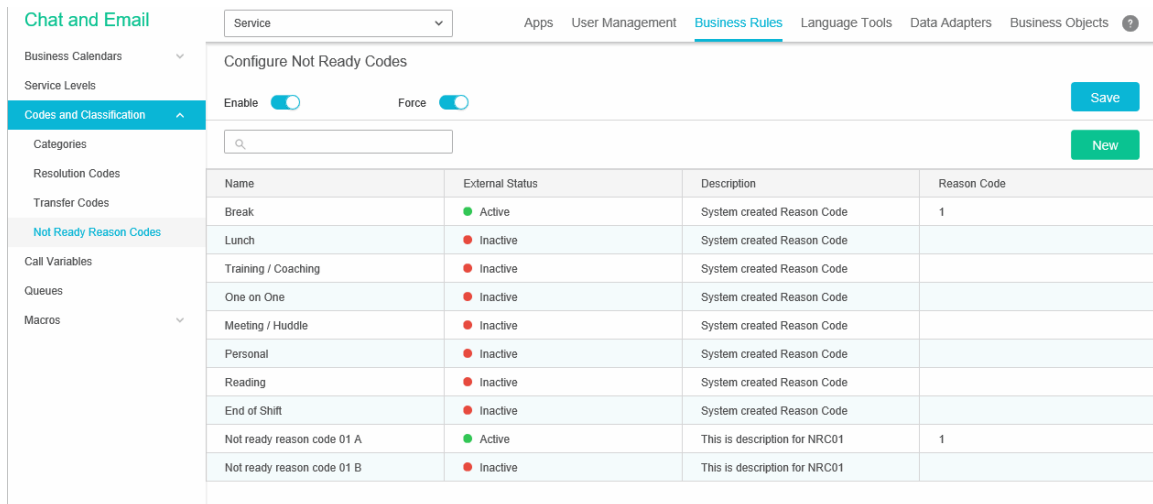 Chat and Email
Service
Apps User Management Business Rules Language Tools Data Adapters Business Objects ?
Business Calendars
Service Levels
Codes and Classification
Categories
Resolution Codes
Transfer Codes
Not Ready Reason Codes
Call Variables
Queues
Macros
Configure Not Ready Codes
Enable Force Save
New
Name External Status Description Reason Code
Break Active System created Reason Code 1
Lunch Inactive System created Reason Code
Training / Coaching Inactive System created Reason Code
One on One Inactive System created Reason Code
Meeting / Huddle Inactive System created Reason Code
Personal Inactive System created Reason Code
Reading Inactive System created Reason Code
End of Shift Inactive System created Reason Code
Not ready reason code 01 A Active This is description for NRC01 1
Not ready reason code 01 B Inactive This is description for NRC01